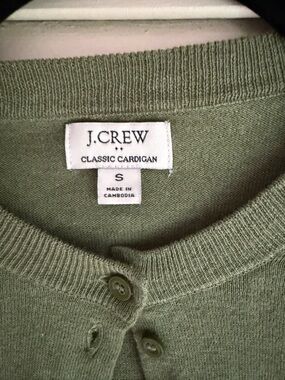 J.CREW
CLASSIC CARDIGAN
S
MADE IN
CAMBODIA